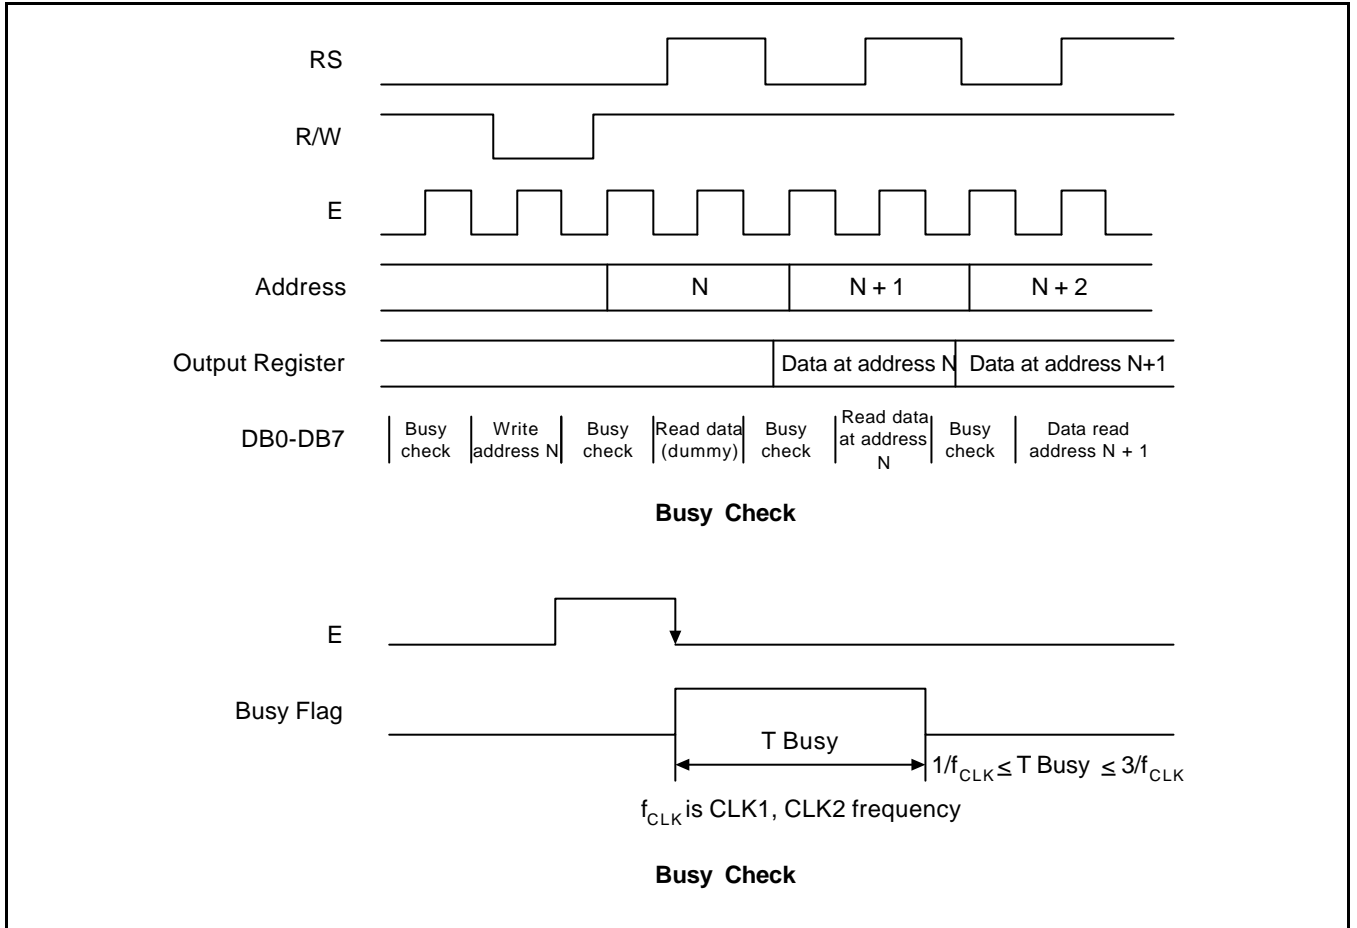 RS
R/W
E
Address
N
N + 1
N + 2
Output Register
Data at address N
Data at address N+1
DB0-DB7
Busy
check
Write
address N
Busy
check
Read data
(dummy)
Busy
check
Read data
at address
N
Busy
check
Data read
address N + 1
Busy Check
E
Busy Flag
T Busy
1/fCLK ≤ T Busy ≤ 3/fCLK
fCLK is CLK1, CLK2 frequency
Busy Check